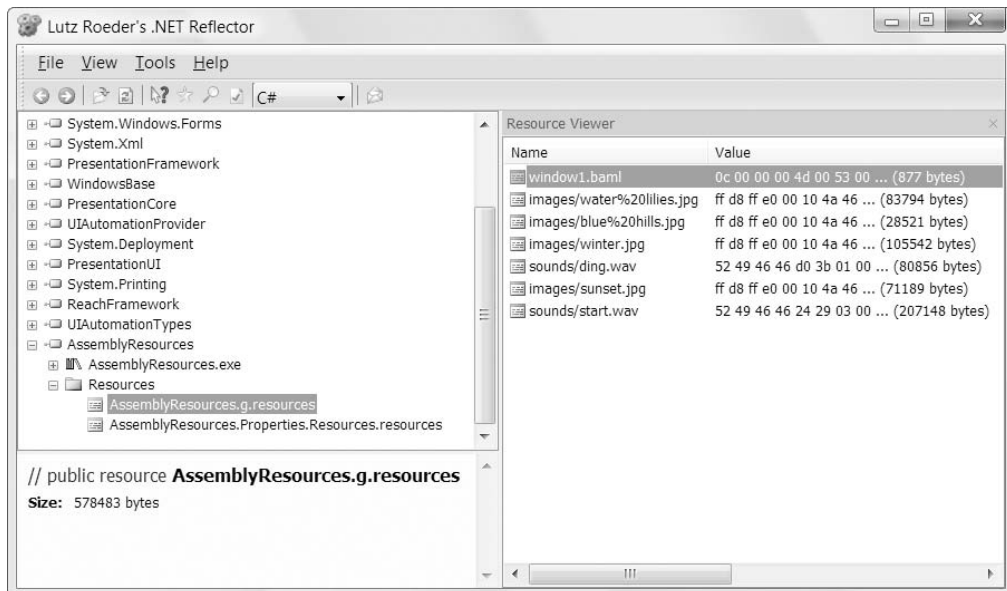 Lutz Roeder's .NET Reflector
File View Tools Help
C#
System.Windows.Forms
System.Xml
PresentationFramework
WindowsBase
PresentationCore
UIAutomationProvider
System.Deployment
PresentationUI
System.Printing
ReachFramework
UIAutomationTypes
AssemblyResources
AssemblyResources.exe
Resources
AssemblyResources.g.resources
AssemblyResources.Properties.Resources.resources
// public resource AssemblyResources.g.resources
Size: 578483 bytes
Resource Viewer
Name Value
window1.baml 0c 00 00 00 4d 00 53 00 ... (877 bytes)
images/water%20lilies.jpg ff d8 ff e0 00 10 4a 46 ... (83794 bytes)
images/blue%20hills.jpg ff d8 ff e0 00 10 4a 46 ... (28521 bytes)
images/winter.jpg ff d8 ff e0 00 10 4a 46 ... (105542 bytes)
sounds/ding.wav 52 49 46 46 d0 3b 01 00 ... (80856 bytes)
images/sunset.jpg ff d8 ff e0 00 10 4a 46 ... (71189 bytes)
sounds/start.wav 52 49 46 46 24 29 03 00 ... (207148 bytes)